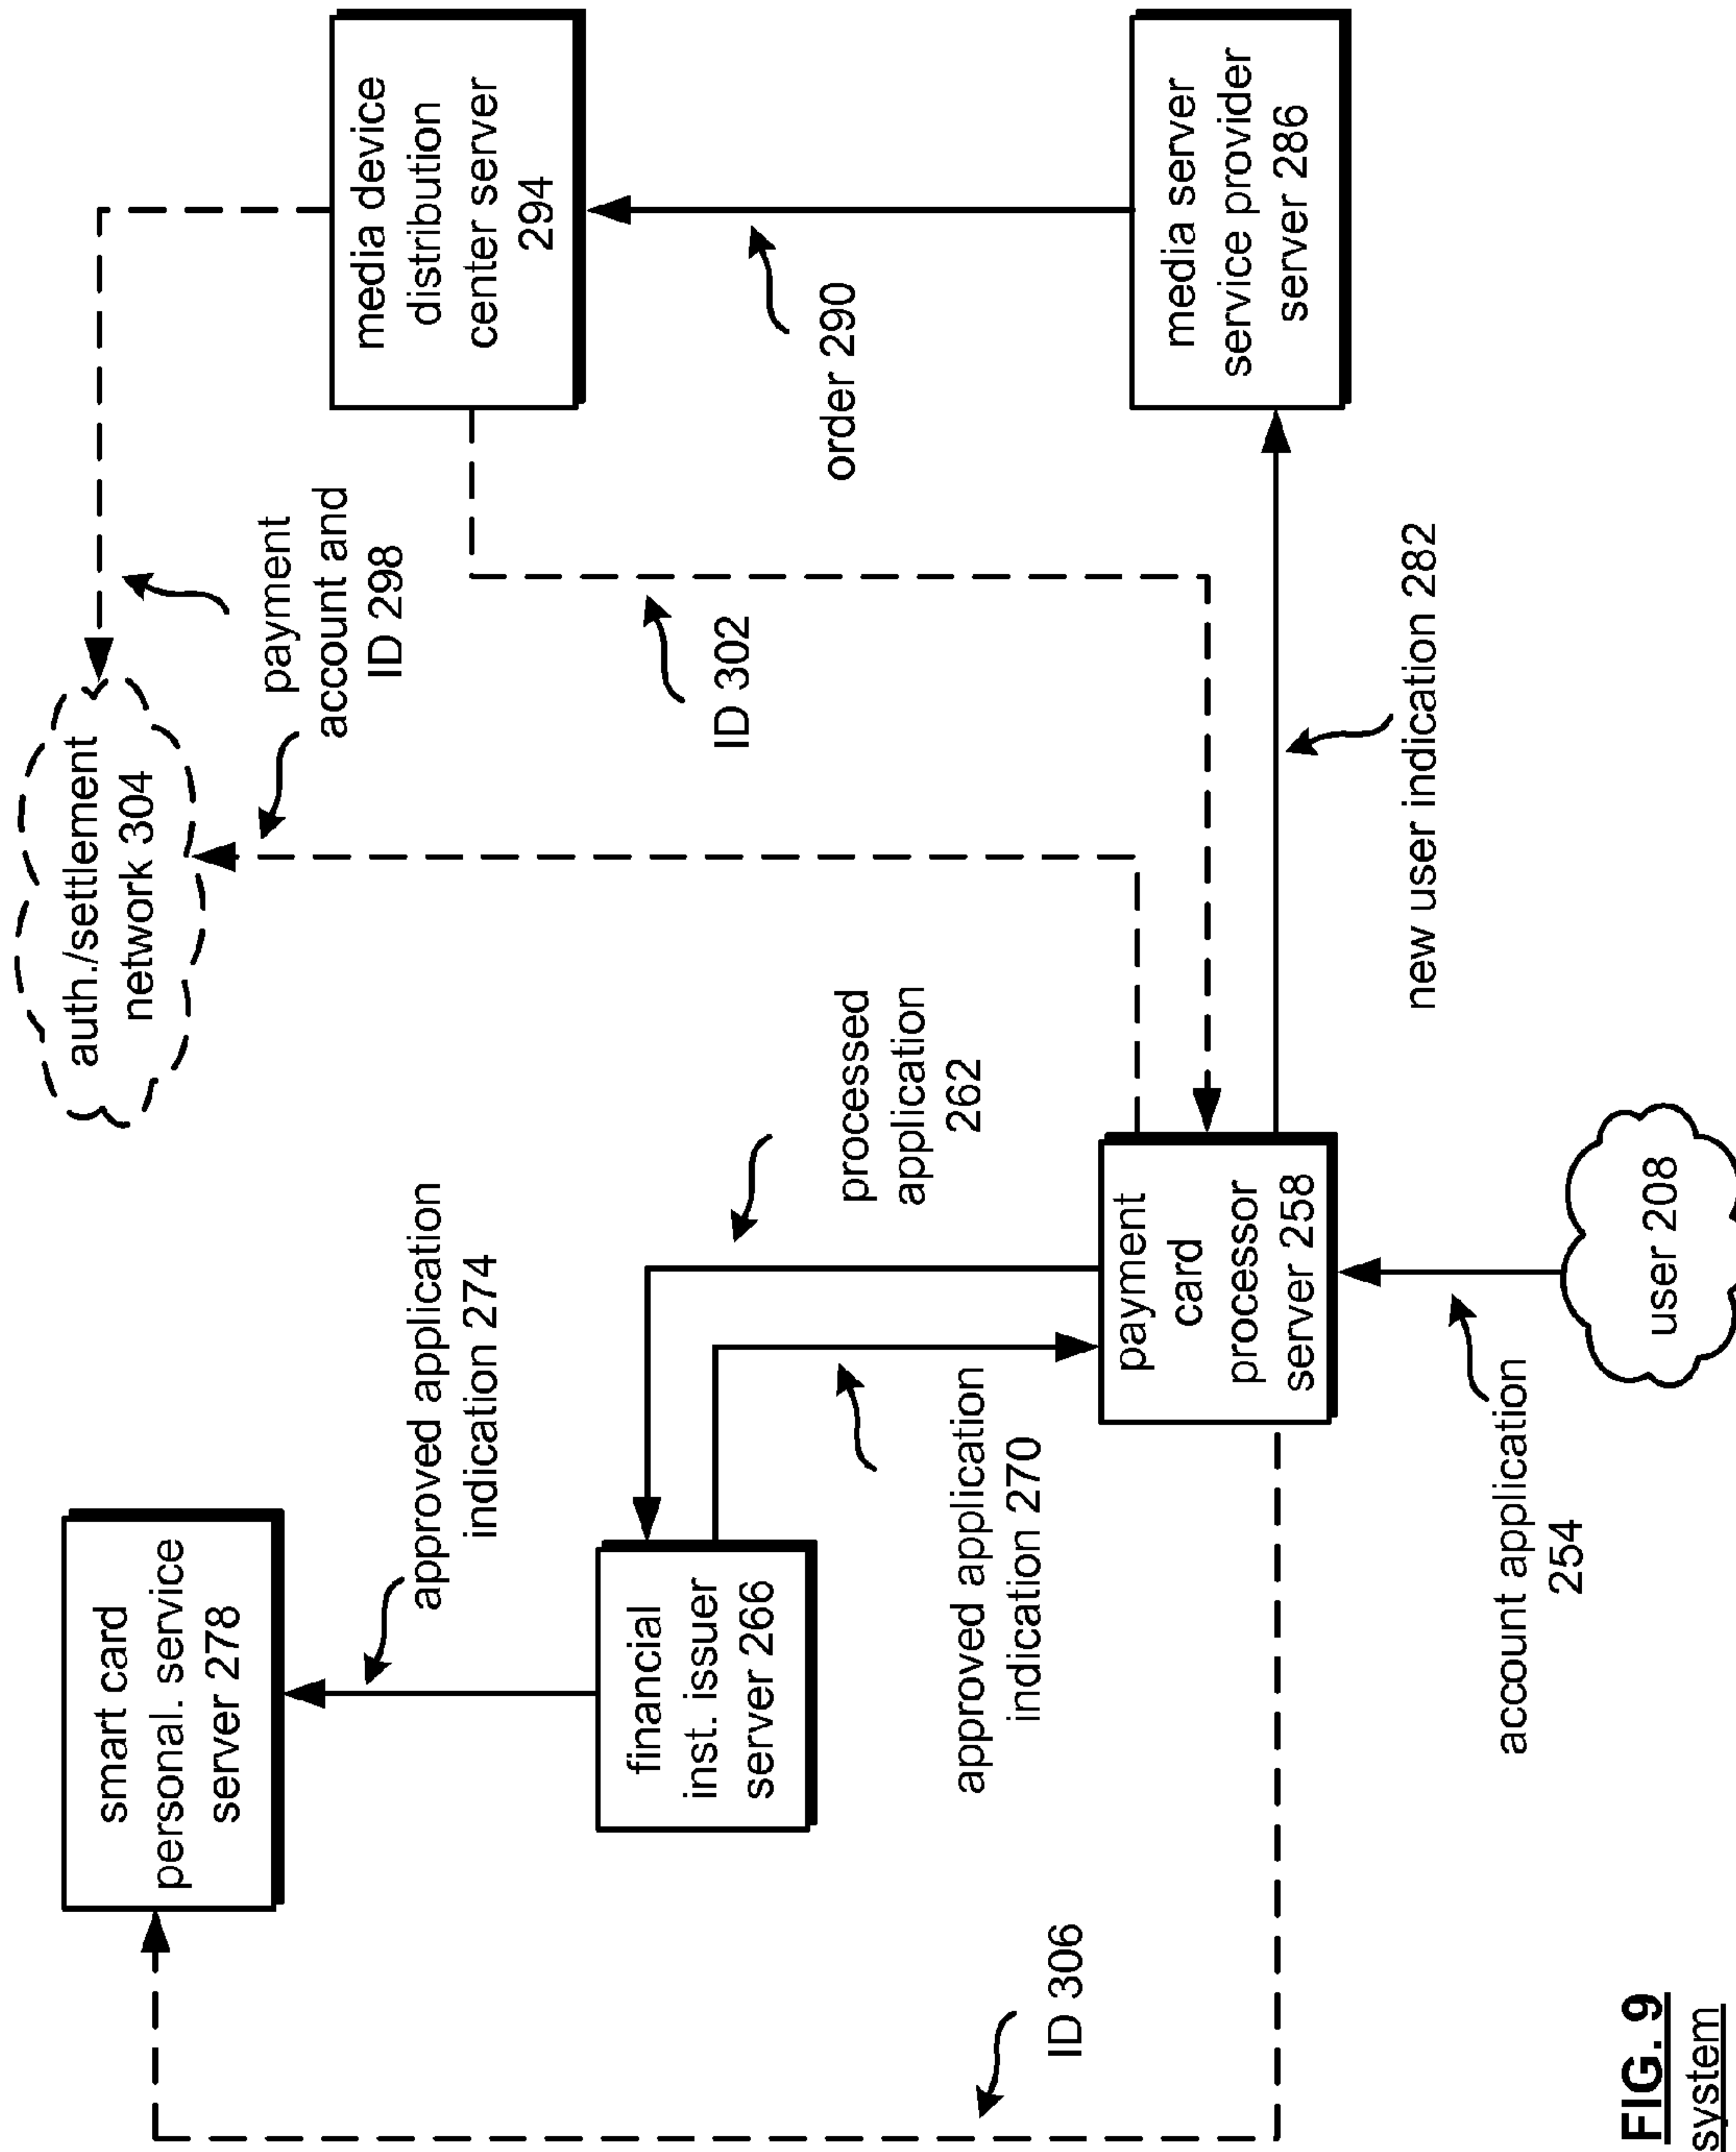 smart card
personal. service
server 278
approved application
indication 274
auth./settlement
network 304
payment
account and
ID 298
media device
distribution
center server
294
financial
inst. issuer
server 266
processed
application
262
ID 302
order 290
approved application
indication 270
ID 306
payment
card
processor
server 258
new user indication 282
media server
service provider
server 286
account application
254
user 208
FIG. 9
system